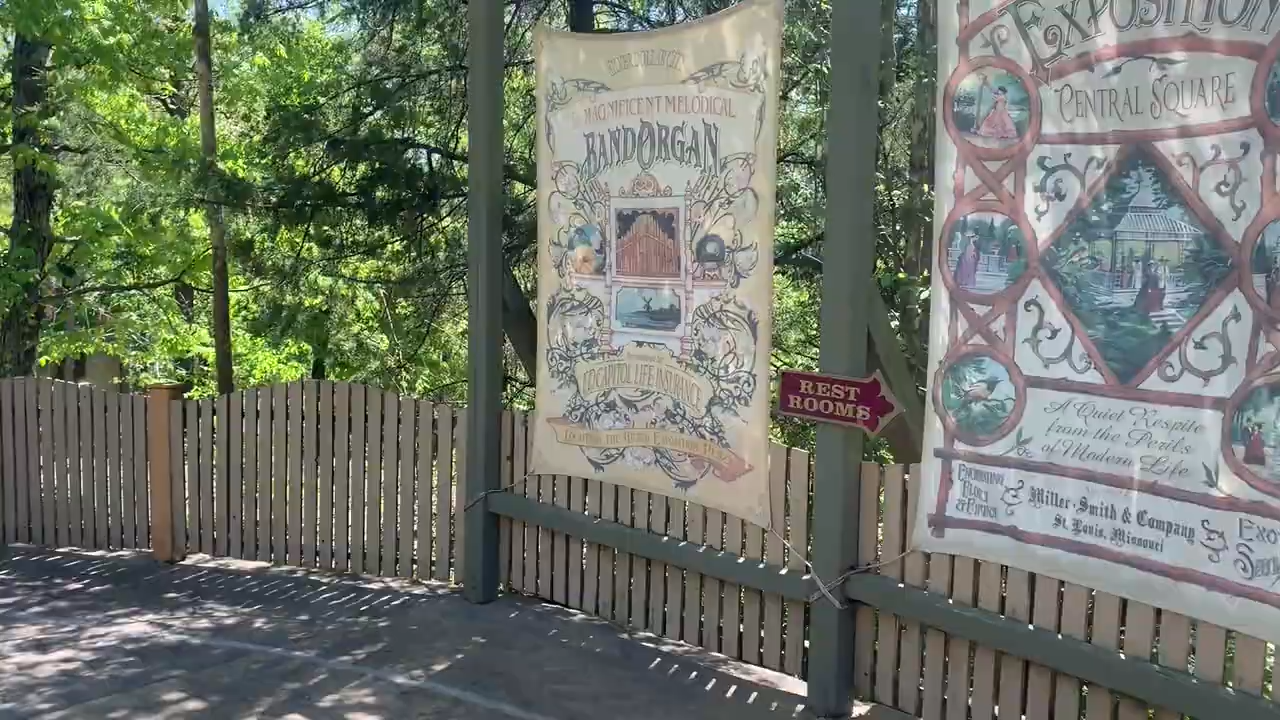 MAGNIFICENT MELODICAL
BANDORGAN
COCAPITOL LIFE INSURANCE
REST
ROOMS
EXPOSITION
CENTRAL SQUARE
A Quiet Respite
from the Perils
of Modern Life
Miller-Smith & Company
St. Louis, Missouri